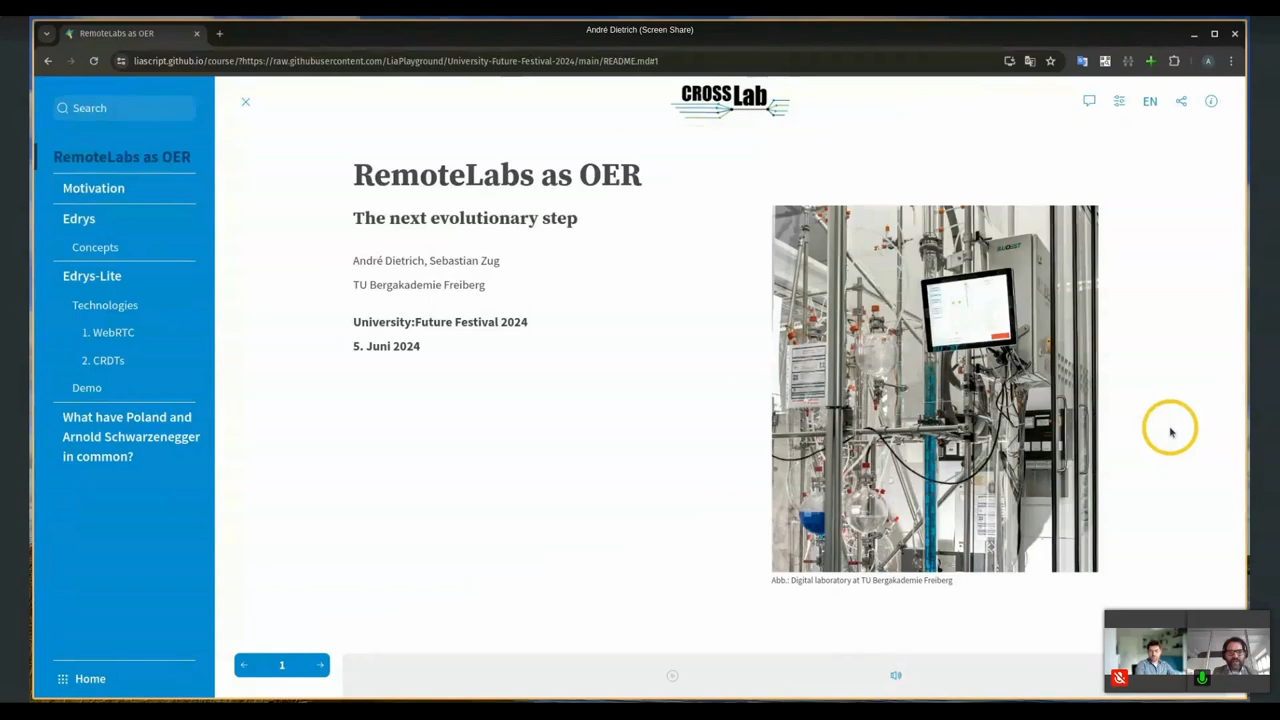 André Dietrich (Screen Share)
RemoteLabs as OER
liascript.github.io/course/?https://raw.githubusercontent.com/LiaPlayground/University-Future-Festival-2024/main/README.md#1
A
Search
CROSSLab
EN
RemoteLabs as OER
Motivation
Edrys
Concepts
Edrys-Lite
Technologies
1. WebRTC
2. CRDTs
Demo
What have Poland and
Arnold Schwarzenegger
in common?
Home
RemoteLabs as OER
The next evolutionary step
André Dietrich, Sebastian Zug
TU Bergakademie Freiberg
University:Future Festival 2024
5. Juni 2024
Abb.: Digital laboratory at TU Bergakademie Freiberg
1